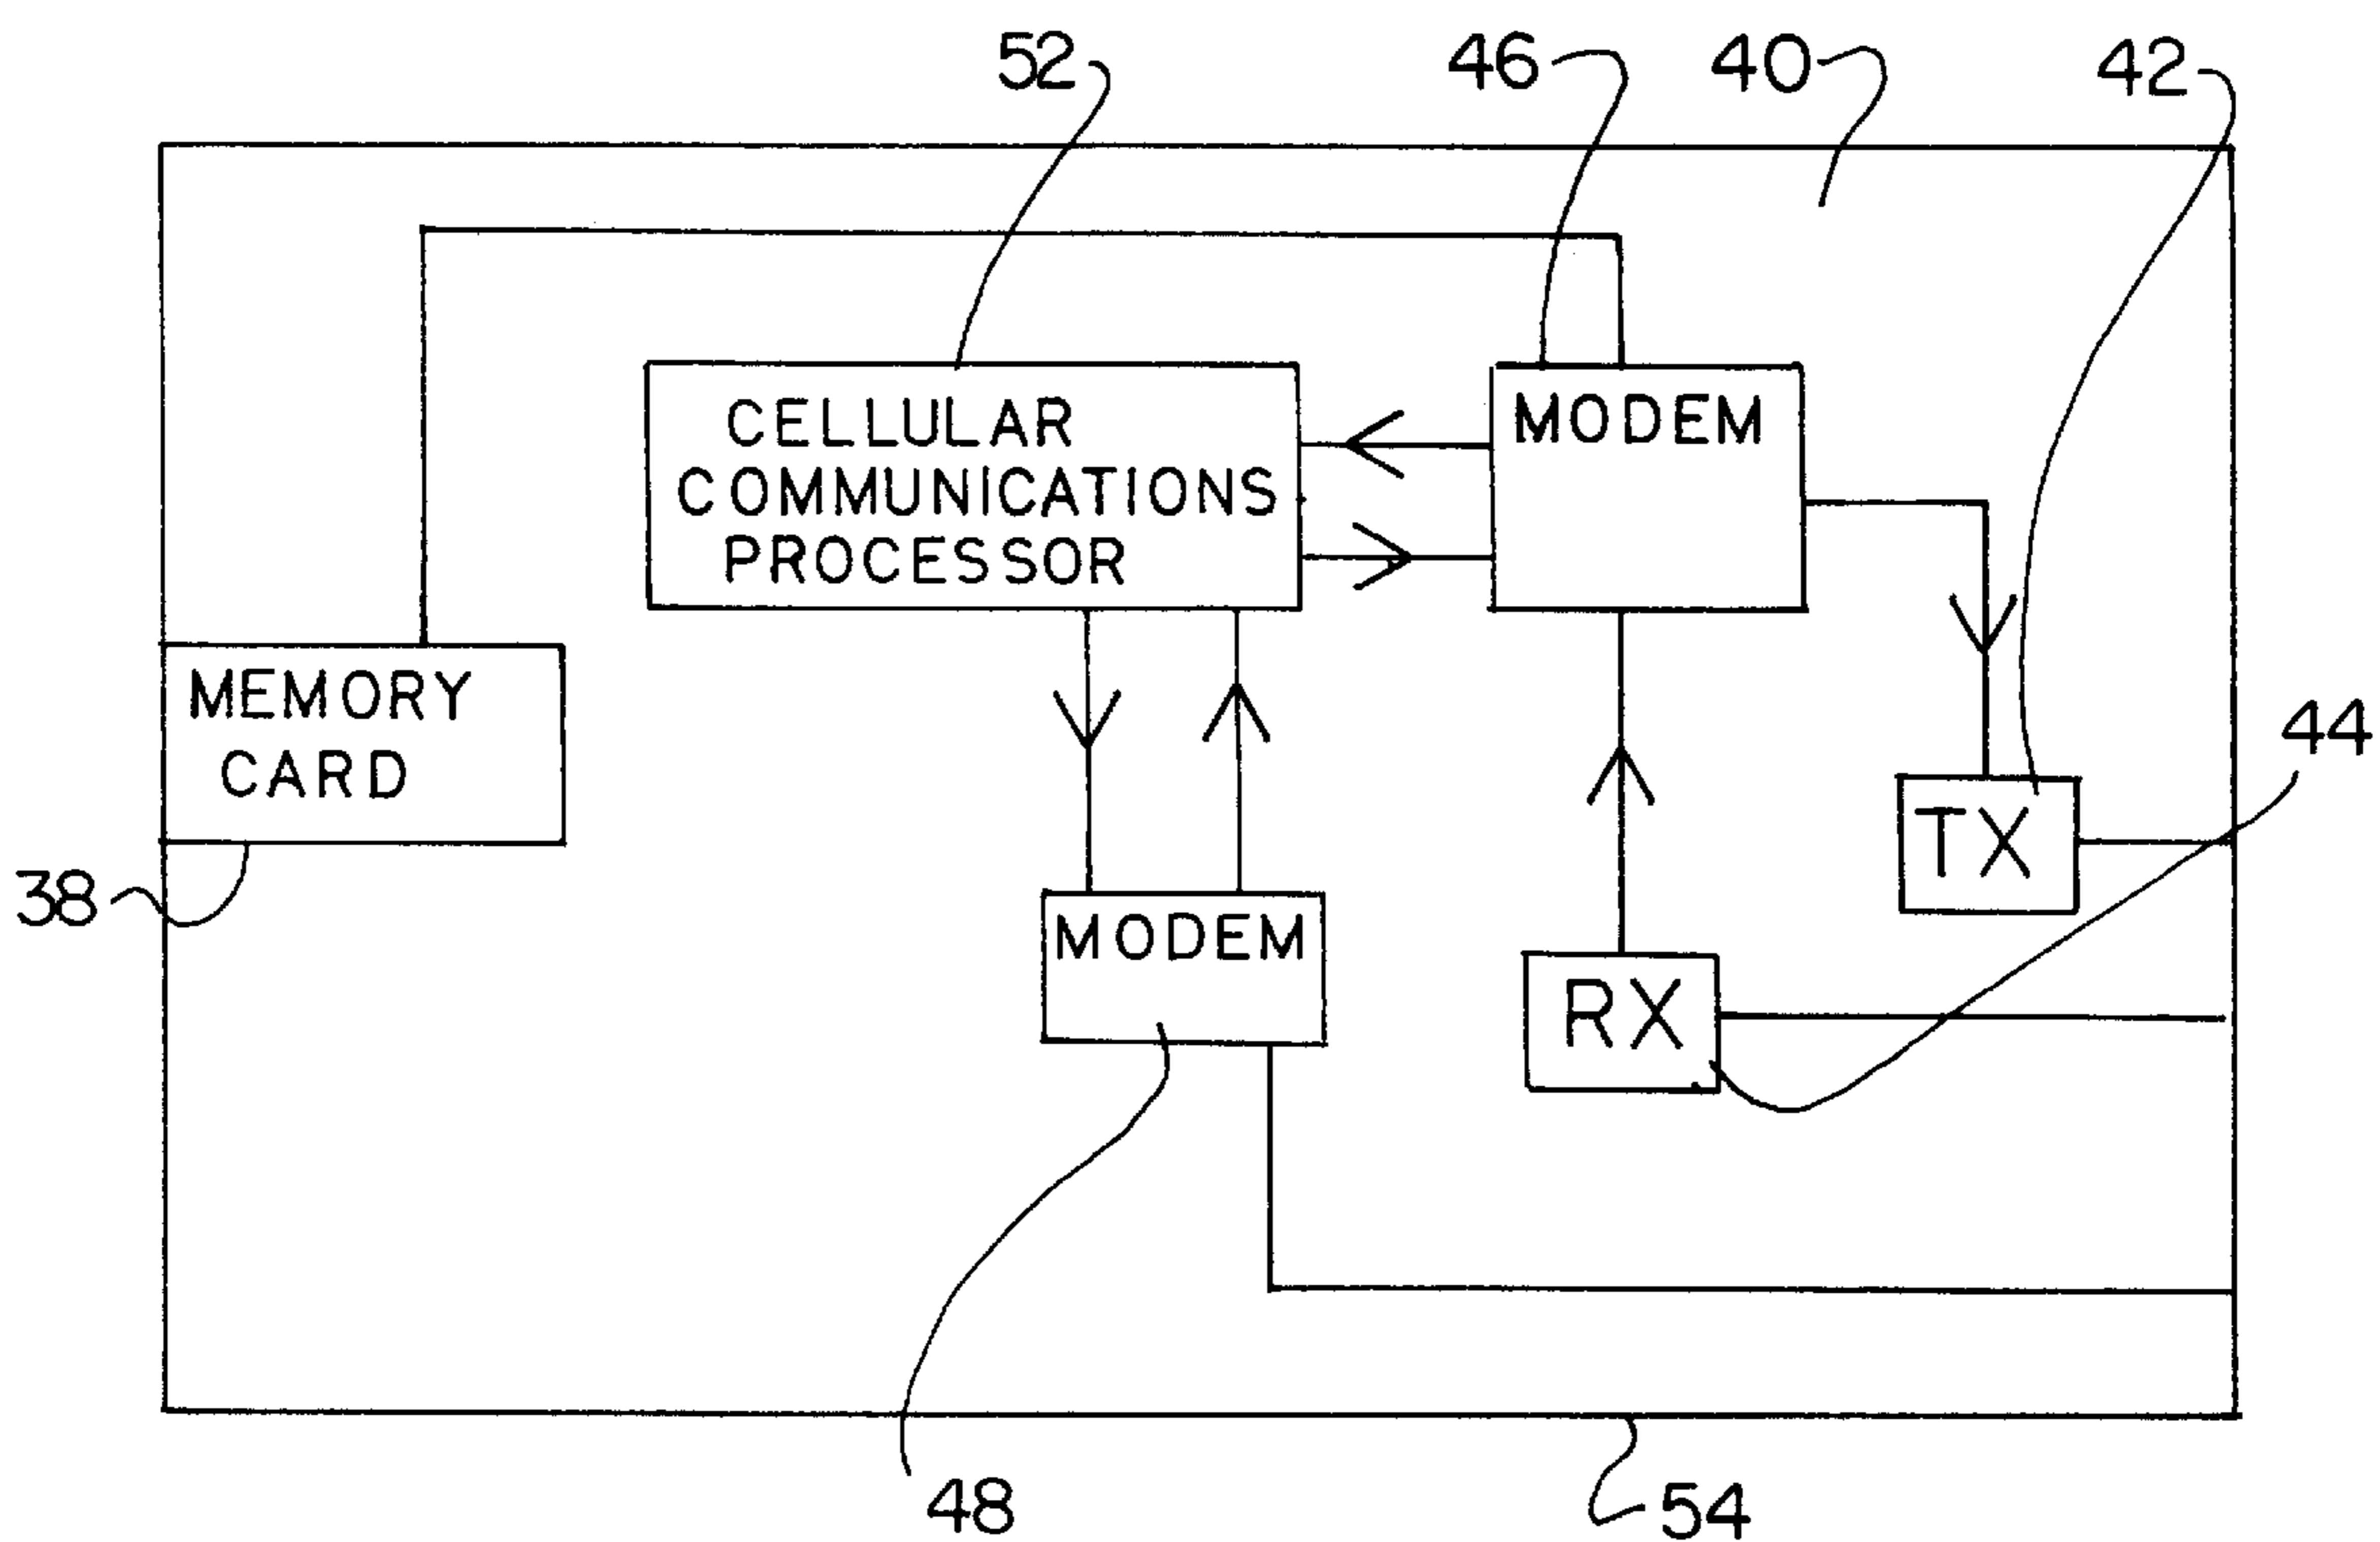 52
46
40
42
CELLULAR
COMMUNICATIONS
PROCESSOR
MODEM
MEMORY
CARD
44
TX
38
MODEM
RX
48
54